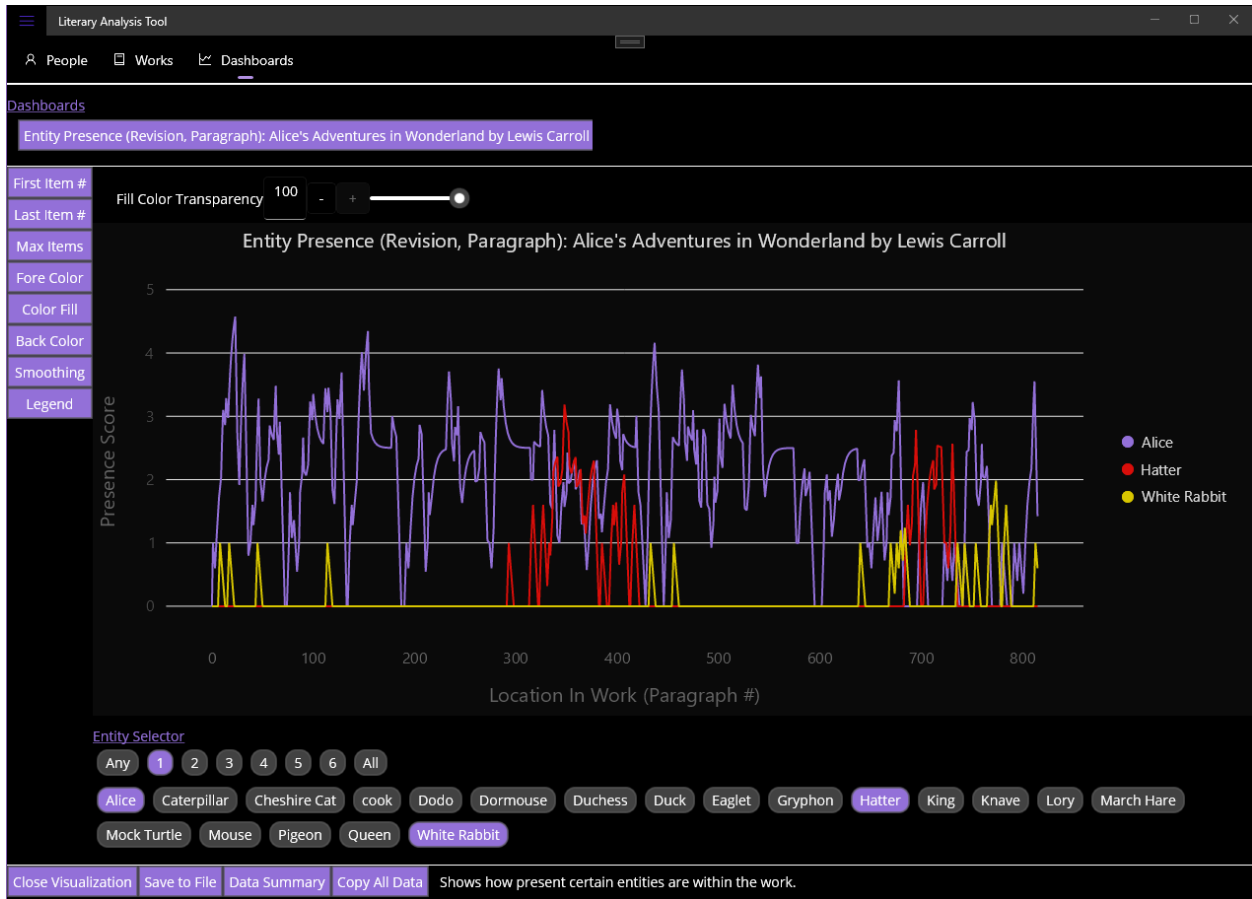 Literary Analysis Tool
People Works Dashboards
Dashboards
Entity Presence (Revision, Paragraph): Alice's Adventures in Wonderland by Lewis Carroll
First Item #
Last Item #
Max Items
Fore Color
Color Fill
Back Color
Smoothing
Legend
Fill Color Transparency 100 - +
Entity Presence (Revision, Paragraph): Alice's Adventures in Wonderland by Lewis Carroll
Presence Score
5
4
3
2
1
0
0 100 200 300 400 500 600 700 800
Location In Work (Paragraph #)
Alice
Hatter
White Rabbit
Entity Selector
Any 1 2 3 4 5 6 All
Alice Caterpillar Cheshire Cat cook Dodo Dormouse Duchess Duck Eaglet Gryphon Hatter King Knave Lory March Hare
Mock Turtle Mouse Pigeon Queen White Rabbit
Close Visualization Save to File Data Summary Copy All Data Shows how present certain entities are within the work.